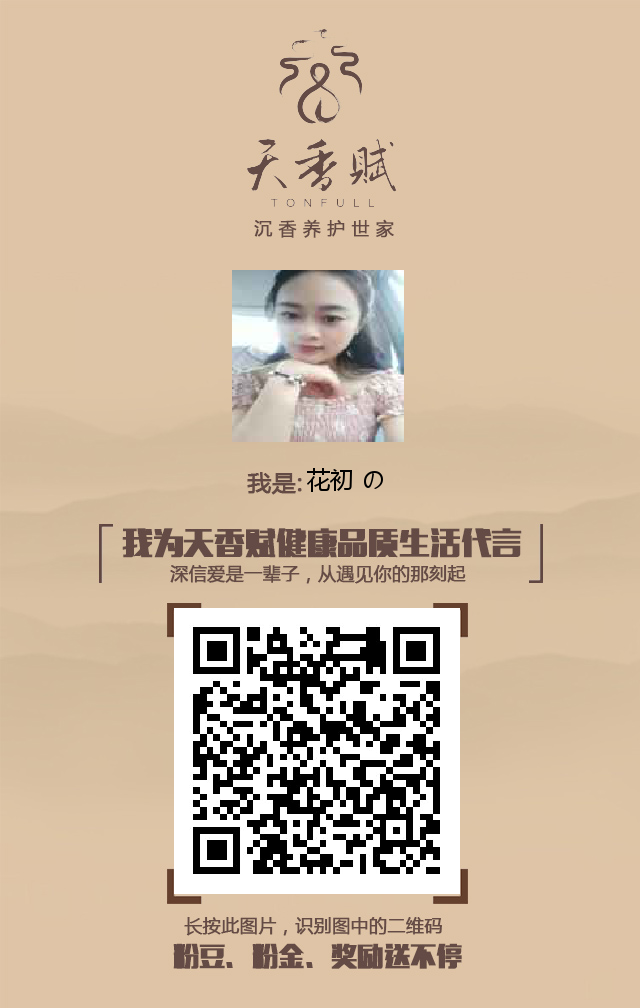 天香赋
TONFULL
沉香养护世家
我是:花初 の
我为天香赋健康品质生活代言
深信爱是一辈子，从遇见你的那刻起
长按此图片，识别图中的二维码
粉豆、粉金、奖励送不停